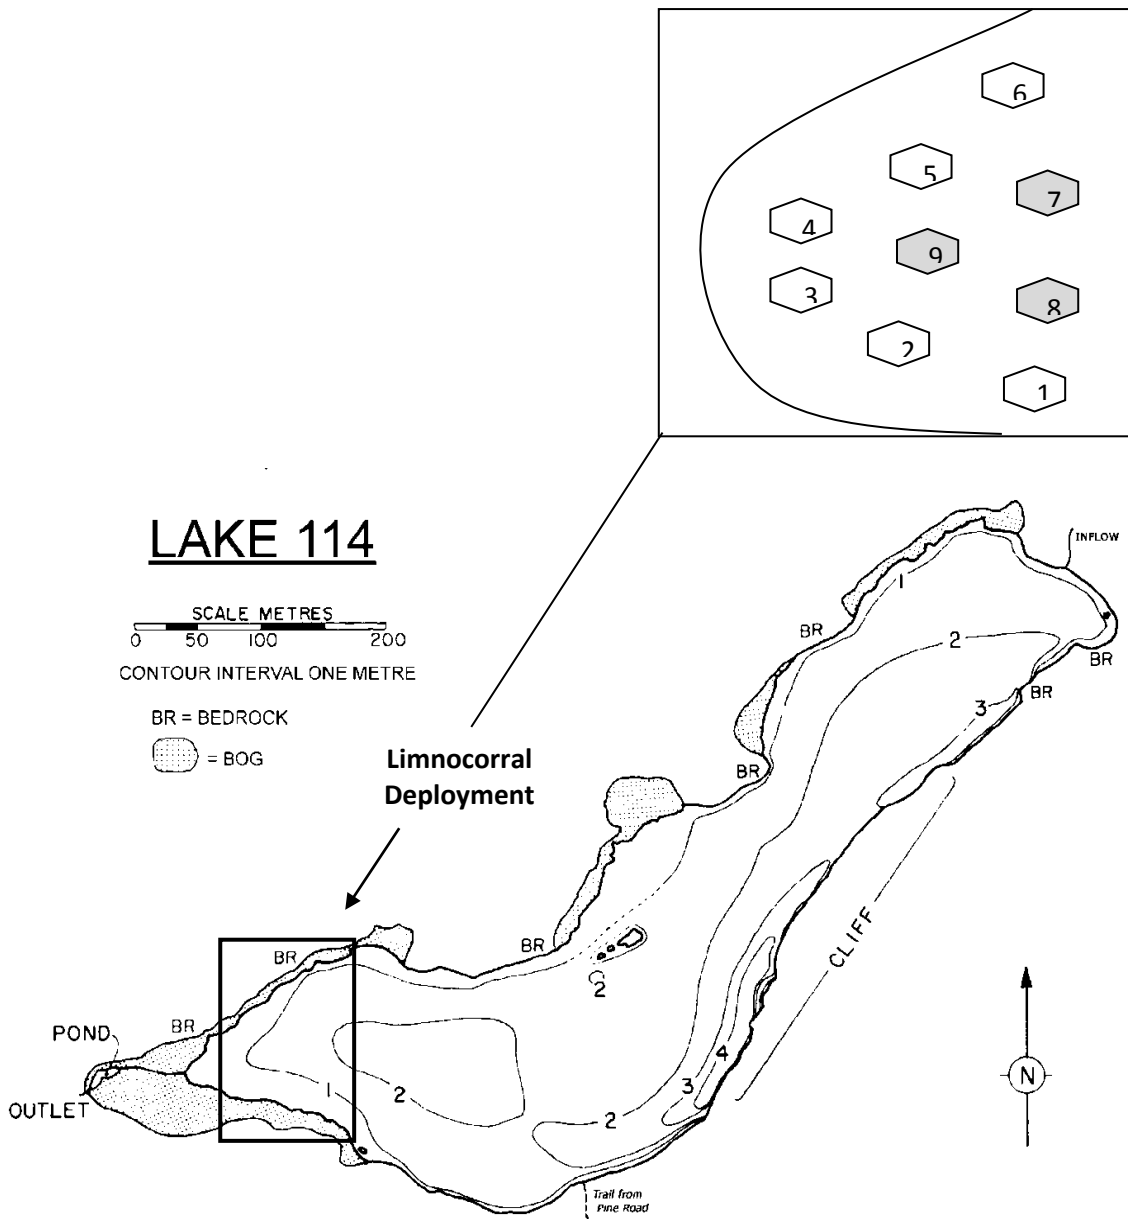 6
5
7
4
9
3
8
2
1
LAKE 114
SCALE METRES
0 50 100 200
CONTOUR INTERVAL ONE METRE
BR = BEDROCK
= BOG
Limnocorral
Deployment
INFLOW
1
BR
2
BR
BR
3
BR
CLIFF
BR
2
BR
BR
POND
OUTLET
1
2
2
3
4
N
Trail from
Pine Road